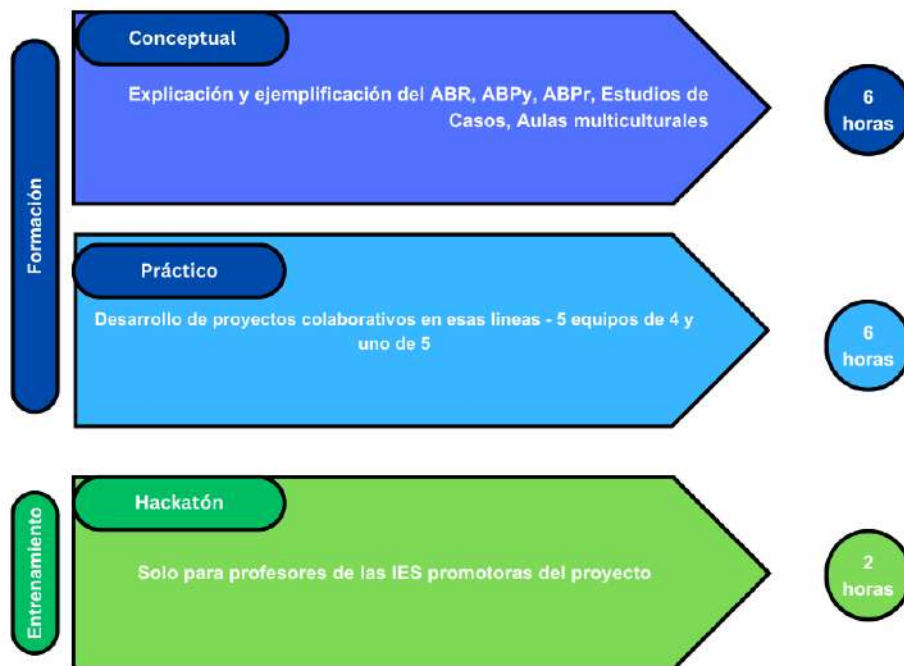 Formación
Conceptual
Explicación y ejemplificación del ABR, ABPy, ABPr, Estudios de
Casos, Aulas multiculturales
6
horas
Práctico
Desarrollo de proyectos colaborativos en esas lineas - 5 equipos de 4 y
uno de 5
6
horas
Entrenamiento
Hackatón
Solo para profesores de las IES promotoras del proyecto
2
horas